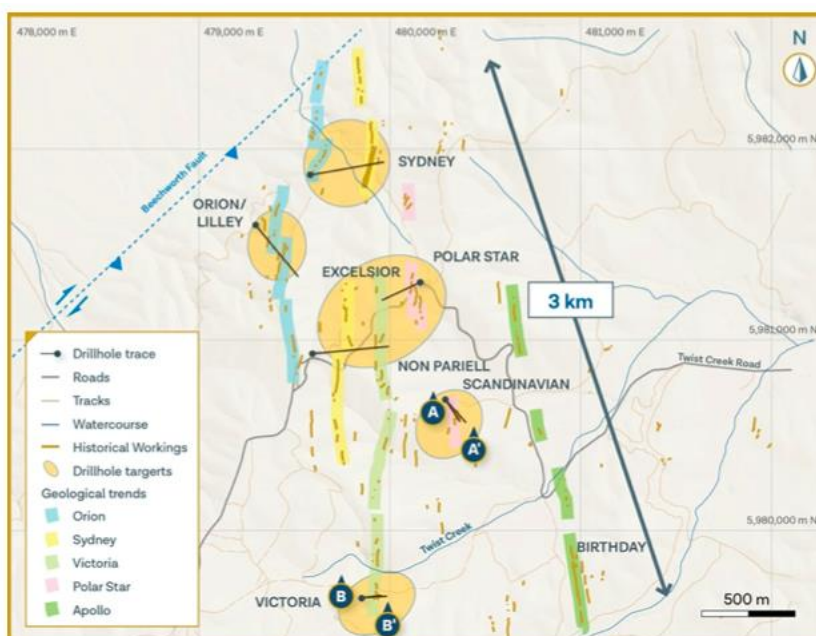 478,000 m E
479,000 m E
480,000 m E
481,000 m E
N
5,982,000 m N
Beechworth Fault
SYDNEY
ORION/
LILLEY
POLAR STAR
EXCELSIOR
3 km
5,981,000 m N
Twist Creek Road
NON PARIELL
SCANDINAVIAN
A
A'
Drillhole trace
Roads
Tracks
Watercourse
Historical Workings
Drillhole targerts
Geological trends
Orion
Sydney
Victoria
Polar Star
Apollo
5,980,000 m N
Twist Creek
BIRTHDAY
VICTORIA
B
B'
500 m